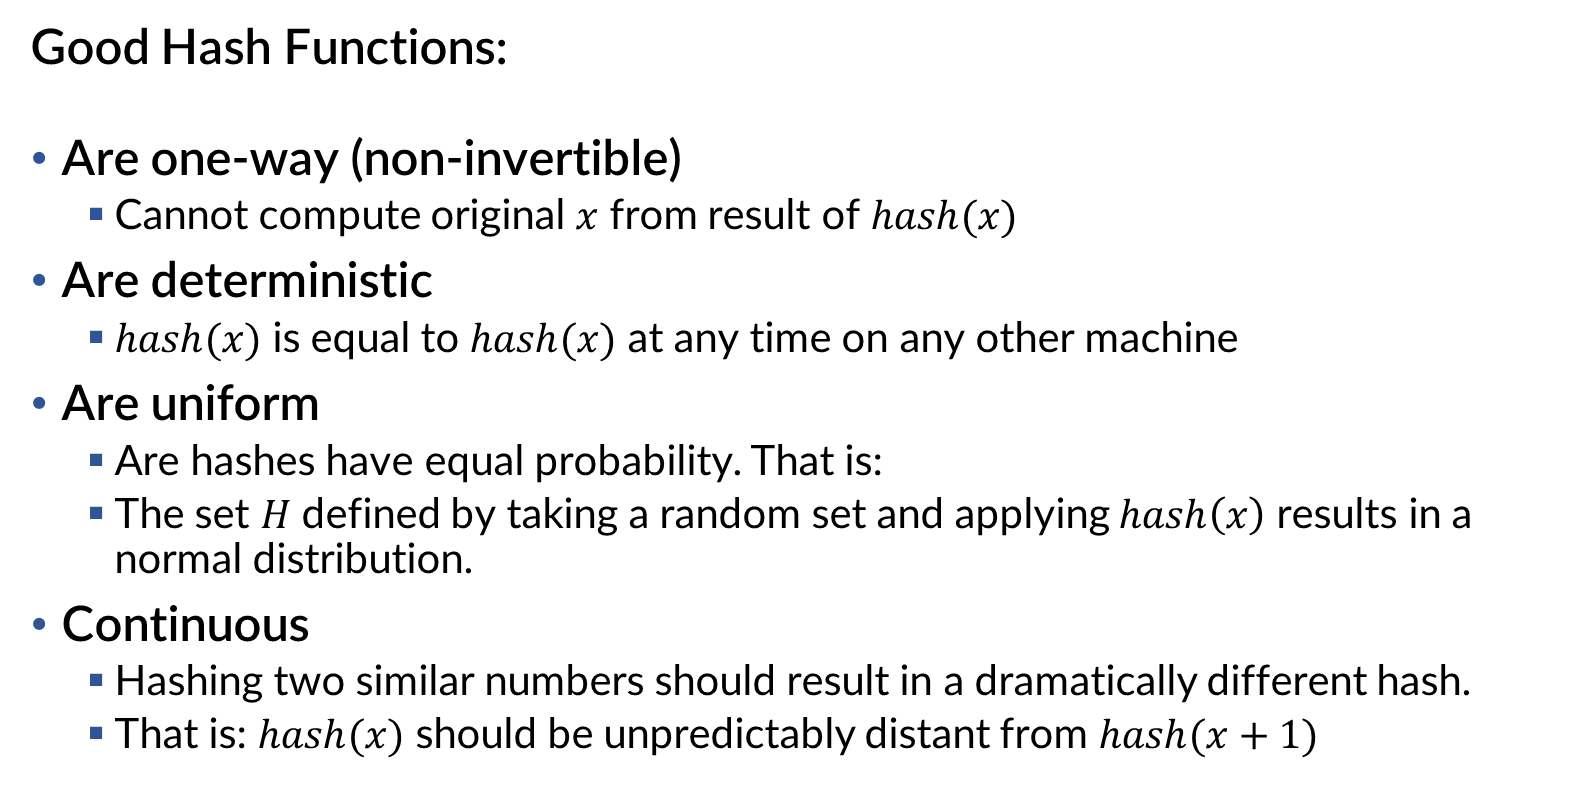 Good Hash Functions:
• Are one-way (non-invertible)
▪ Cannot compute original x from result of hash(x)
• Are deterministic
▪ hash(x) is equal to hash(x) at any time on any other machine
• Are uniform
▪ Are hashes have equal probability. That is:
▪ The set H defined by taking a random set and applying hash(x) results in a
normal distribution.
• Continuous
▪ Hashing two similar numbers should result in a dramatically different hash.
▪ That is: hash(x) should be unpredictably distant from hash(x + 1)